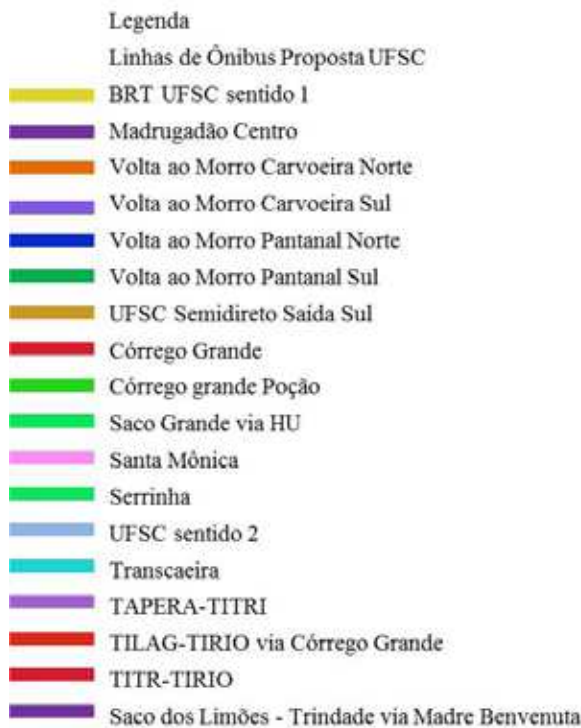 Legenda
Linhas de Ônibus Proposta UFSC
BRT UFSC sentido 1
Madrugadão Centro
Volta ao Morro Carvoeira Norte
Volta ao Morro Carvoeira Sul
Volta ao Morro Pantanal Norte
Volta ao Morro Pantanal Sul
UFSC Semidireto Saída Sul
Córrego Grande
Córrego grande Poção
Saco Grande via HU
Santa Mônica
Serrinha
UFSC sentido 2
Transcaeira
TAPERA-TITRI
TILAG-TIRIO via Córrego Grande
TITR-TIRIO
Saco dos Limões - Trindade via Madre Benvenuta